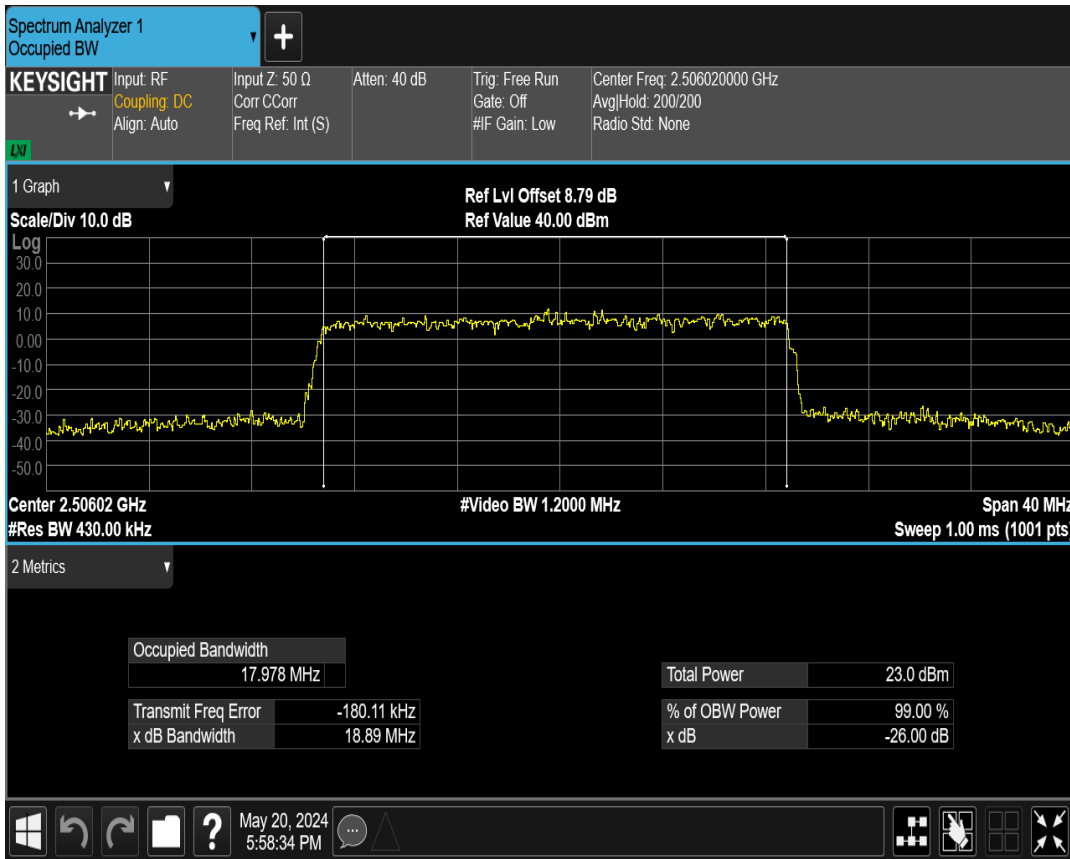 Spectrum Analyzer 1
Occupied BW
+
KEYSIGHT
LXI
Input: RF
Coupling: DC
Align: Auto
Input Z: 50 Ω
Corr CCorr
Freq Ref: Int (S)
Atten: 40 dB
Trig: Free Run
Gate: Off
#IF Gain: Low
Center Freq: 2.506020000 GHz
Avg|Hold: 200/200
Radio Std: None
1 Graph
Scale/Div 10.0 dB
Ref Lvl Offset 8.79 dB
Ref Value 40.00 dBm
Log
30.0
20.0
10.0
0.00
-10.0
-20.0
-30.0
-40.0
-50.0
Center 2.50602 GHz
#Res BW 430.00 kHz
#Video BW 1.2000 MHz
Span 40 MHz
Sweep 1.00 ms (1001 pts)
2 Metrics
Occupied Bandwidth
17.978 MHz
Transmit Freq Error -180.11 kHz
x dB Bandwidth 18.89 MHz
Total Power 23.0 dBm
% of OBW Power 99.00 %
x dB -26.00 dB
?
May 20, 2024
5:58:34 PM